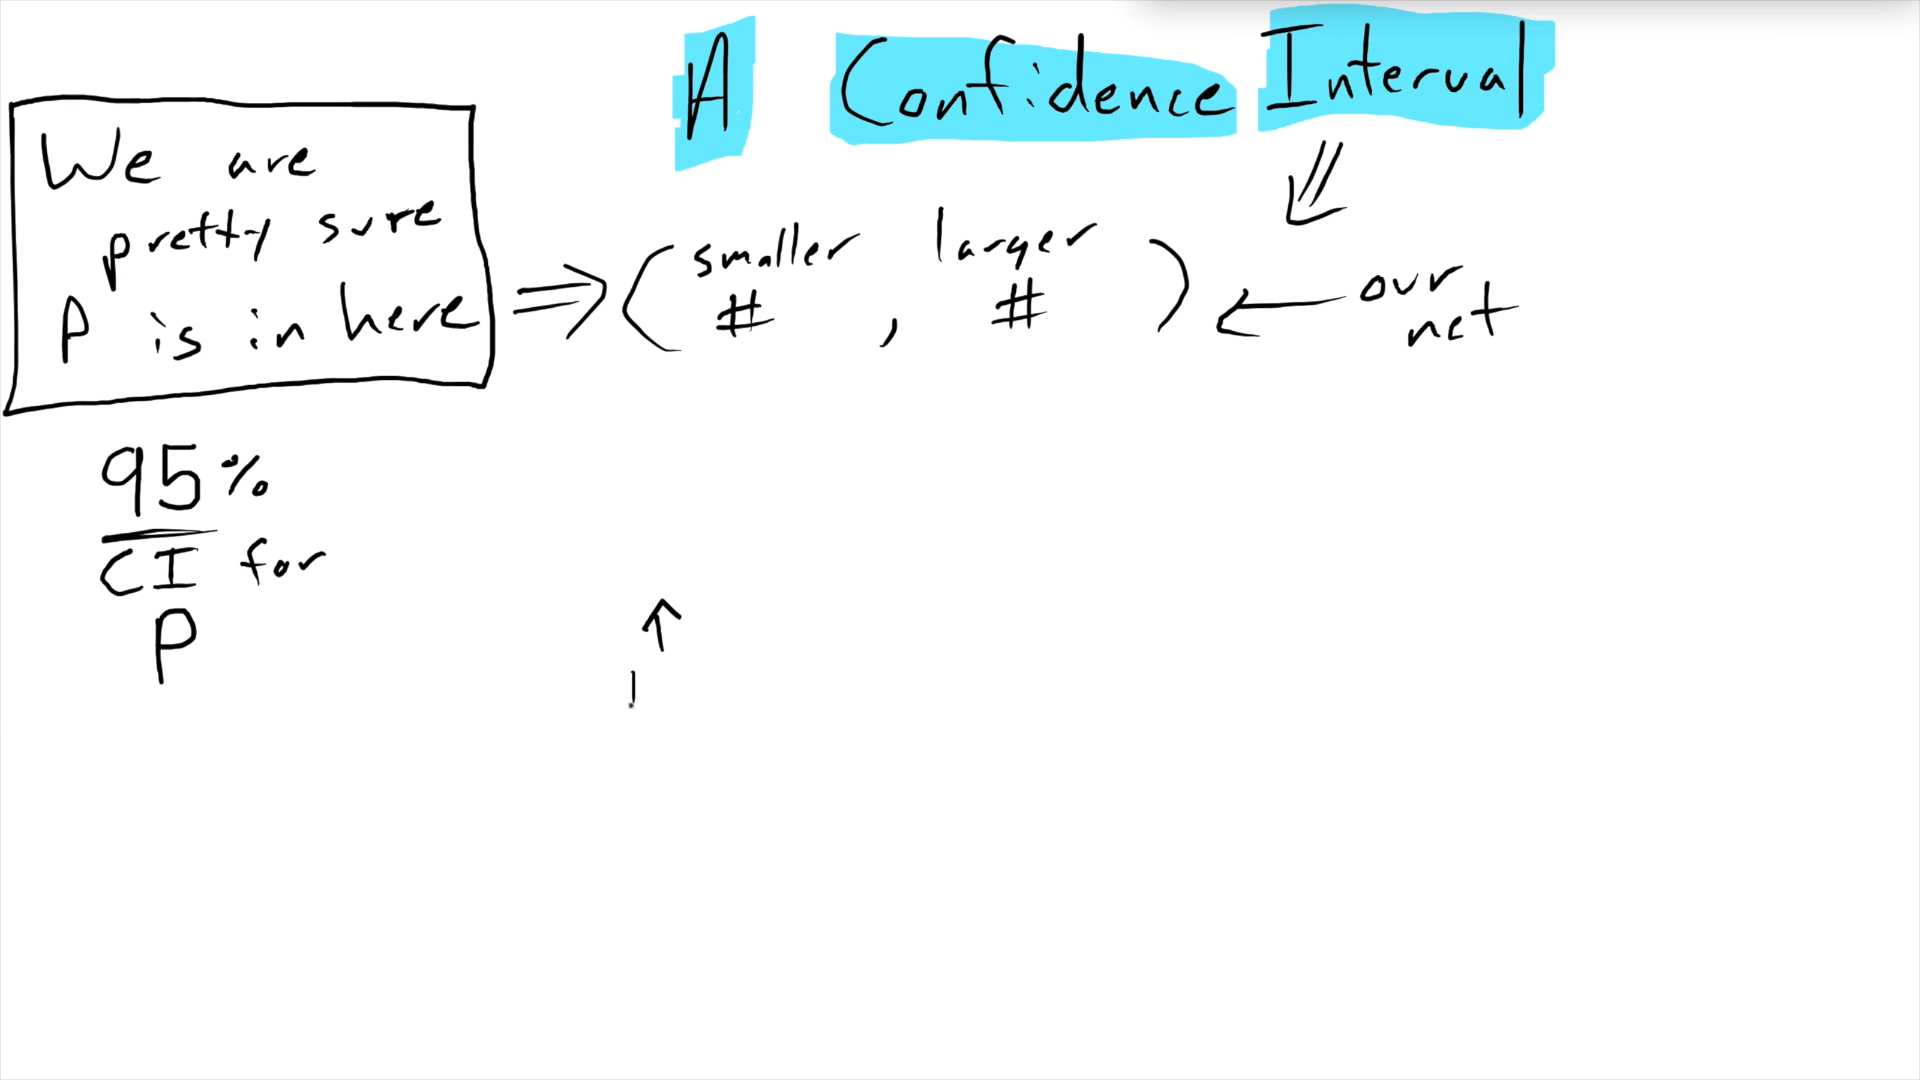 A Confidence Interval
We are
pretty sure
P is in here
⇒ ( smaller # , larger # ) ← our net
95%
CI for
P